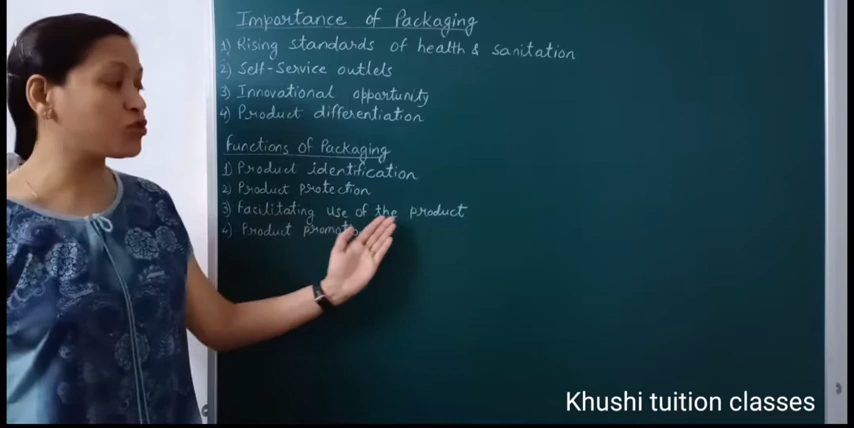 Importance of Packaging
1) Rising standards of health & sanitation
2) Self-Service outlets
3) Innovational opportunity
4) Product differentiation
Functions of Packaging
1) Product identification
2) Product protection
3) Facilitating use of the product
4) Product
Khushi tuition classes